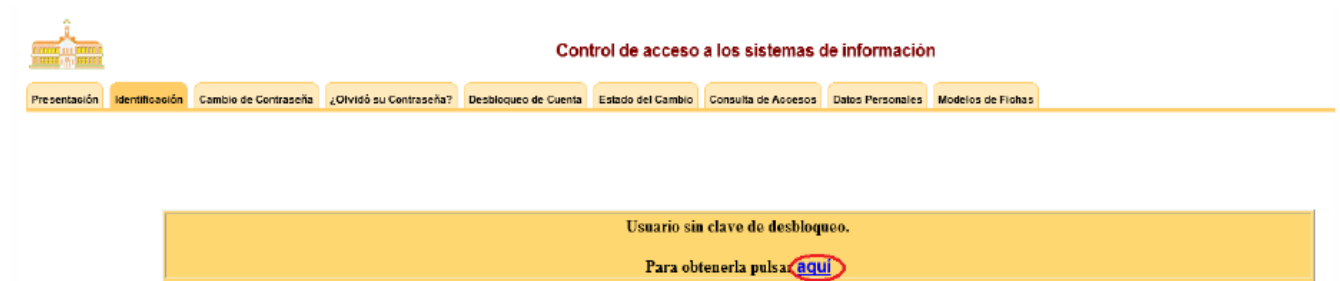 Control de acceso a los sistemas de información
Presentación Identificación Cambio de Contraseña ¿Olvidó su Contraseña? Desbloqueo de Cuenta Estado del Cambio Consulta de Accesos Datos Personales Modelos de Fichas
Usuario sin clave de desbloqueo.
Para obtenerla pulsar aquí